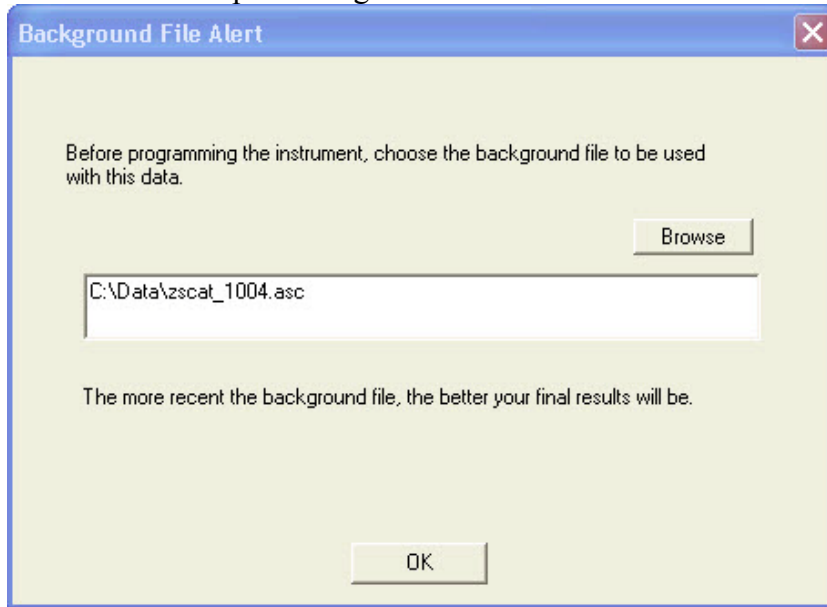 Background File Alert
Before programming the instrument, choose the background file to be used
with this data.
Browse
C:\Data\zscat_1004.asc
The more recent the background file, the better your final results will be.
OK